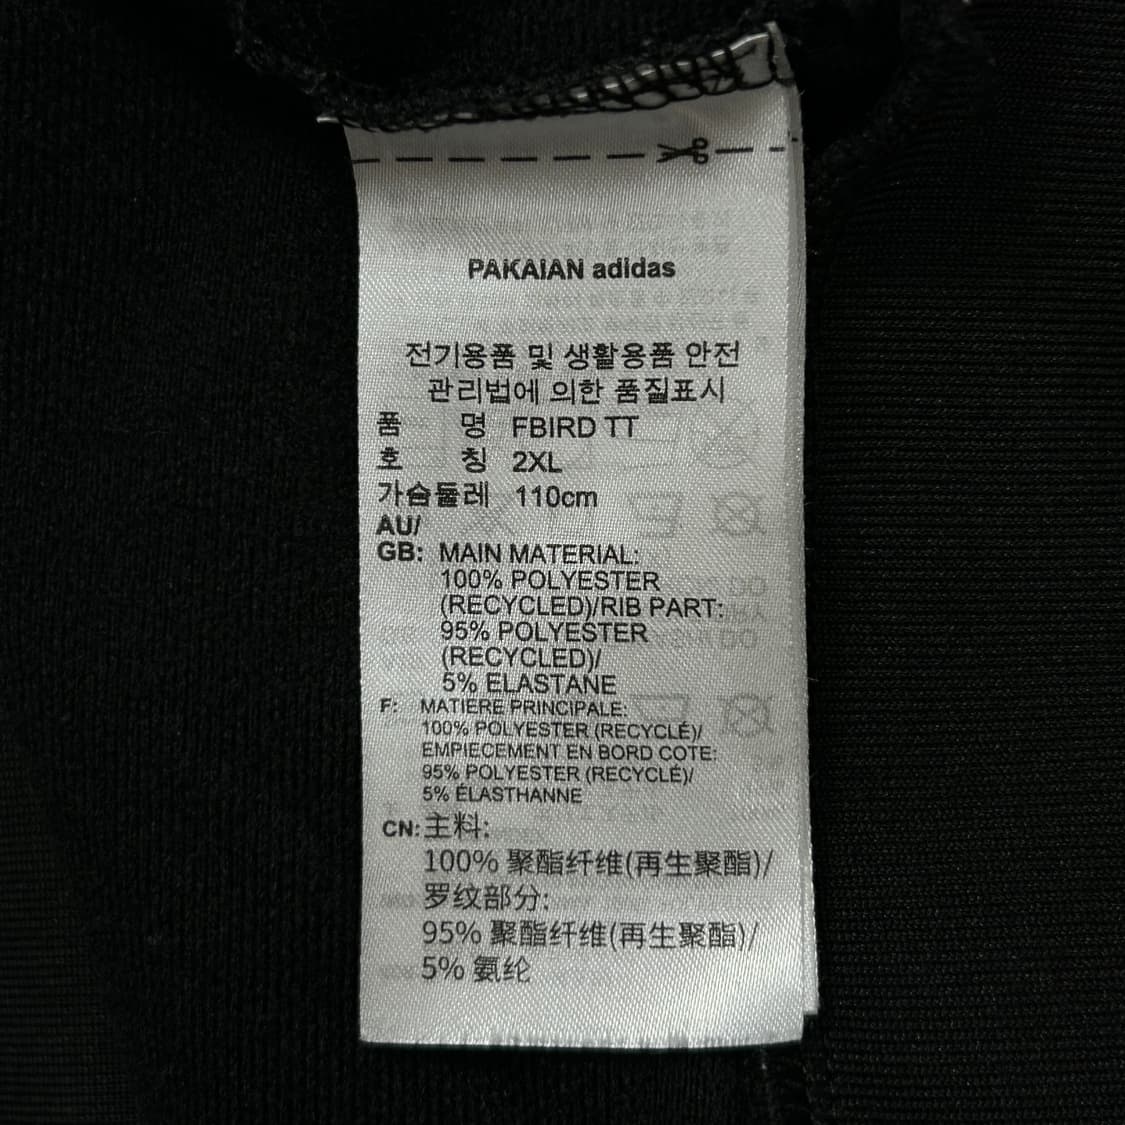 PAKAIAN adidas
전기용품 및 생활용품 안전
관리법에 의한 품질표시
품 명 FBIRD TT
호 칭 2XL
가슴둘레 110cm
AU/
GB: MAIN MATERIAL:
100% POLYESTER
(RECYCLED)/RIB PART:
95% POLYESTER
(RECYCLED)/
5% ELASTANE
F: MATIERE PRINCIPALE:
100% POLYESTER (RECYCLÉ)/
EMPIECEMENT EN BORD COTE:
95% POLYESTER (RECYCLÉ)/
5% ÉLASTHANNE
CN: 主料:
100% 聚酯纤维(再生聚酯)/
罗纹部分:
95% 聚酯纤维(再生聚酯)/
5% 氨纶